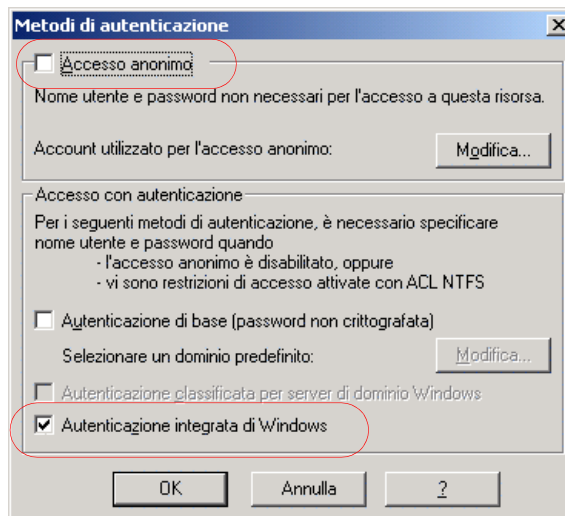 Metodi di autenticazione
Accesso anonimo
Nome utente e password non necessari per l'accesso a questa risorsa.
Account utilizzato per l'accesso anonimo:
Modifica...
Accesso con autenticazione
Per i seguenti metodi di autenticazione, è necessario specificare
nome utente e password quando
- l'accesso anonimo è disabilitato, oppure
- vi sono restrizioni di accesso attivate con ACL NTFS
Autenticazione di base (password non crittografata)
Selezionare un dominio predefinito:
Modifica...
Autenticazione classificata per server di dominio Windows
Autenticazione integrata di Windows
OK
Annulla
?